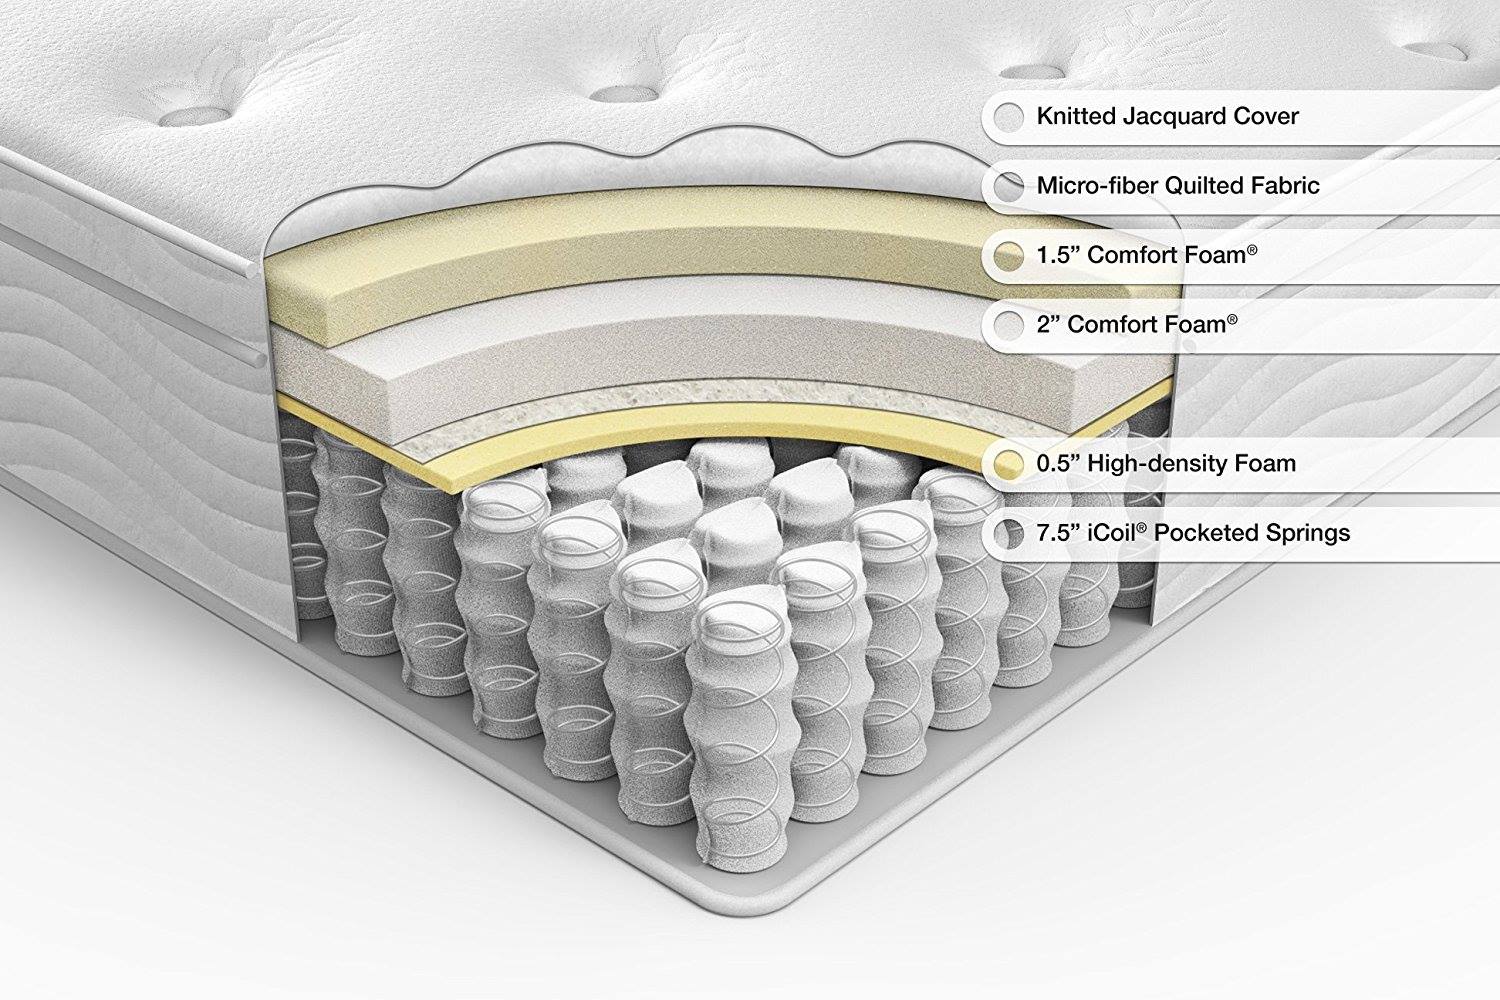 Knitted Jacquard Cover
Micro-fiber Quilted Fabric
1.5” Comfort Foam®
2” Comfort Foam®
0.5” High-density Foam
7.5” iCoil® Pocketed Springs